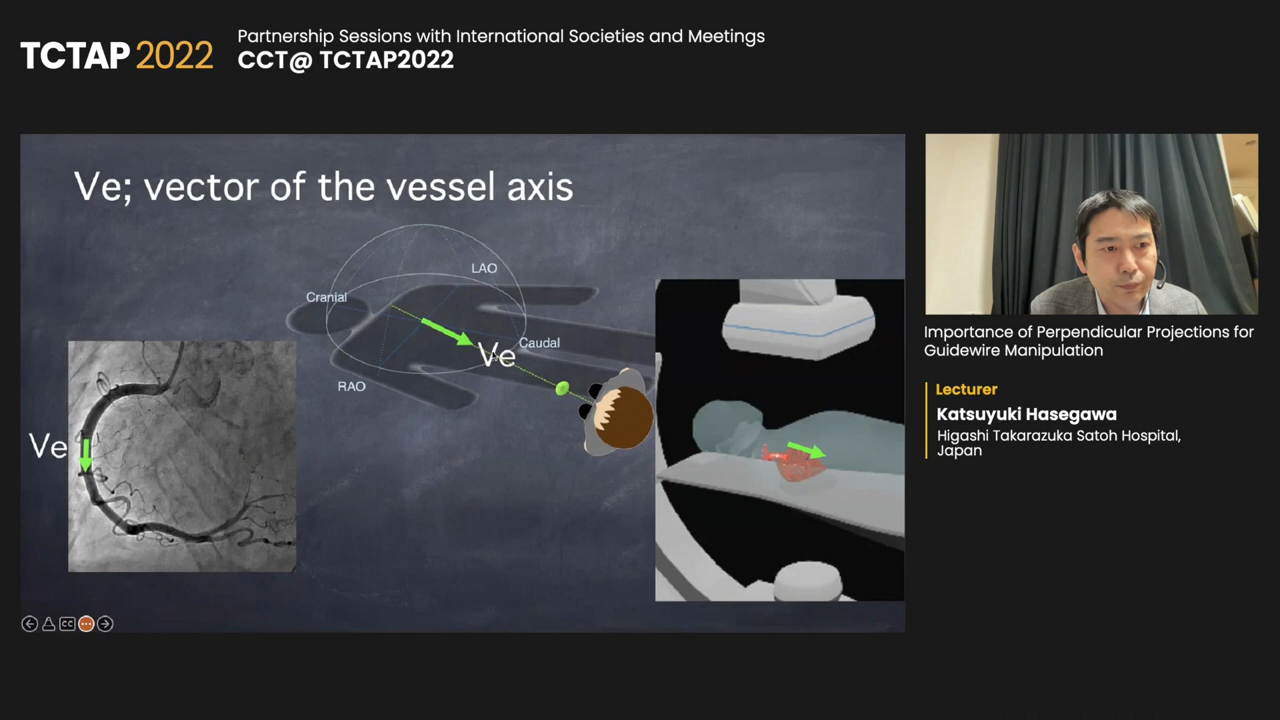 TCTAP 2022
Partnership Sessions with International Societies and Meetings
CCT@ TCTAP2022
Ve; vector of the vessel axis
LAO
Cranial
Ve
Caudal
RAO
Ve
CC
Importance of Perpendicular Projections for
Guidewire Manipulation
Lecturer
Katsuyuki Hasegawa
Higashi Takarazuka Satoh Hospital,
Japan